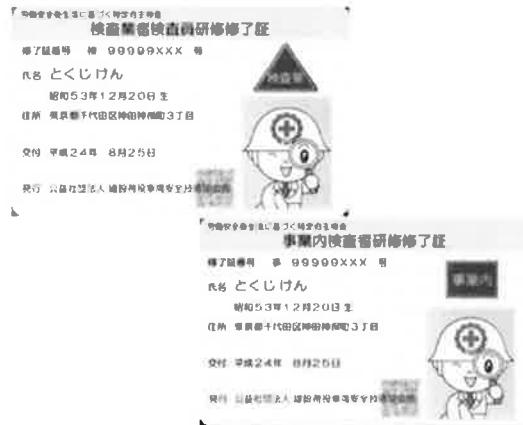 労働安全衛生法に基づく特定自主検査
検査業者検査員研修修了証
修了証番号 検 99999XXX 号
検査業
氏名 とくじけん
昭和53年12月20日生
住所 東京都千代田区神田神保町3丁目
交付 平成24年 8月25日
発行 公益社団法人 建設荷役車両安全技術協会
労働安全衛生法に基づく特定自主検査
事業内検査者研修修了証
修了証番号 事 99999XXX 号
事業内
氏名 とくじけん
昭和53年12月20日生
住所 東京都千代田区神田神保町3丁目
交付 平成24年 8月25日
発行 公益社団法人 建設荷役車両安全技術協会